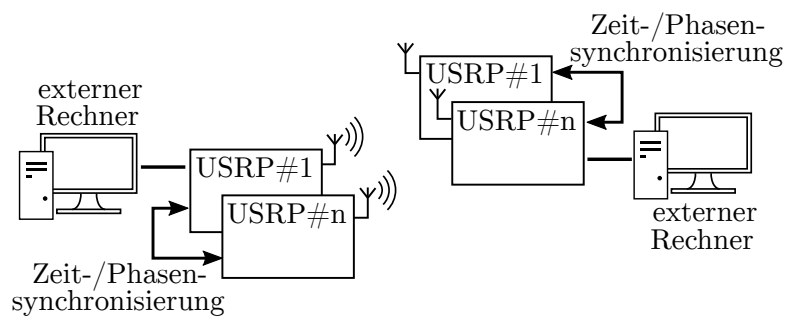 externer
Rechner
USRP#1
USRP#n
Zeit-/Phasen-
synchronisierung
Zeit-/Phasen-
synchronisierung
USRP#1
USRP#n
externer
Rechner